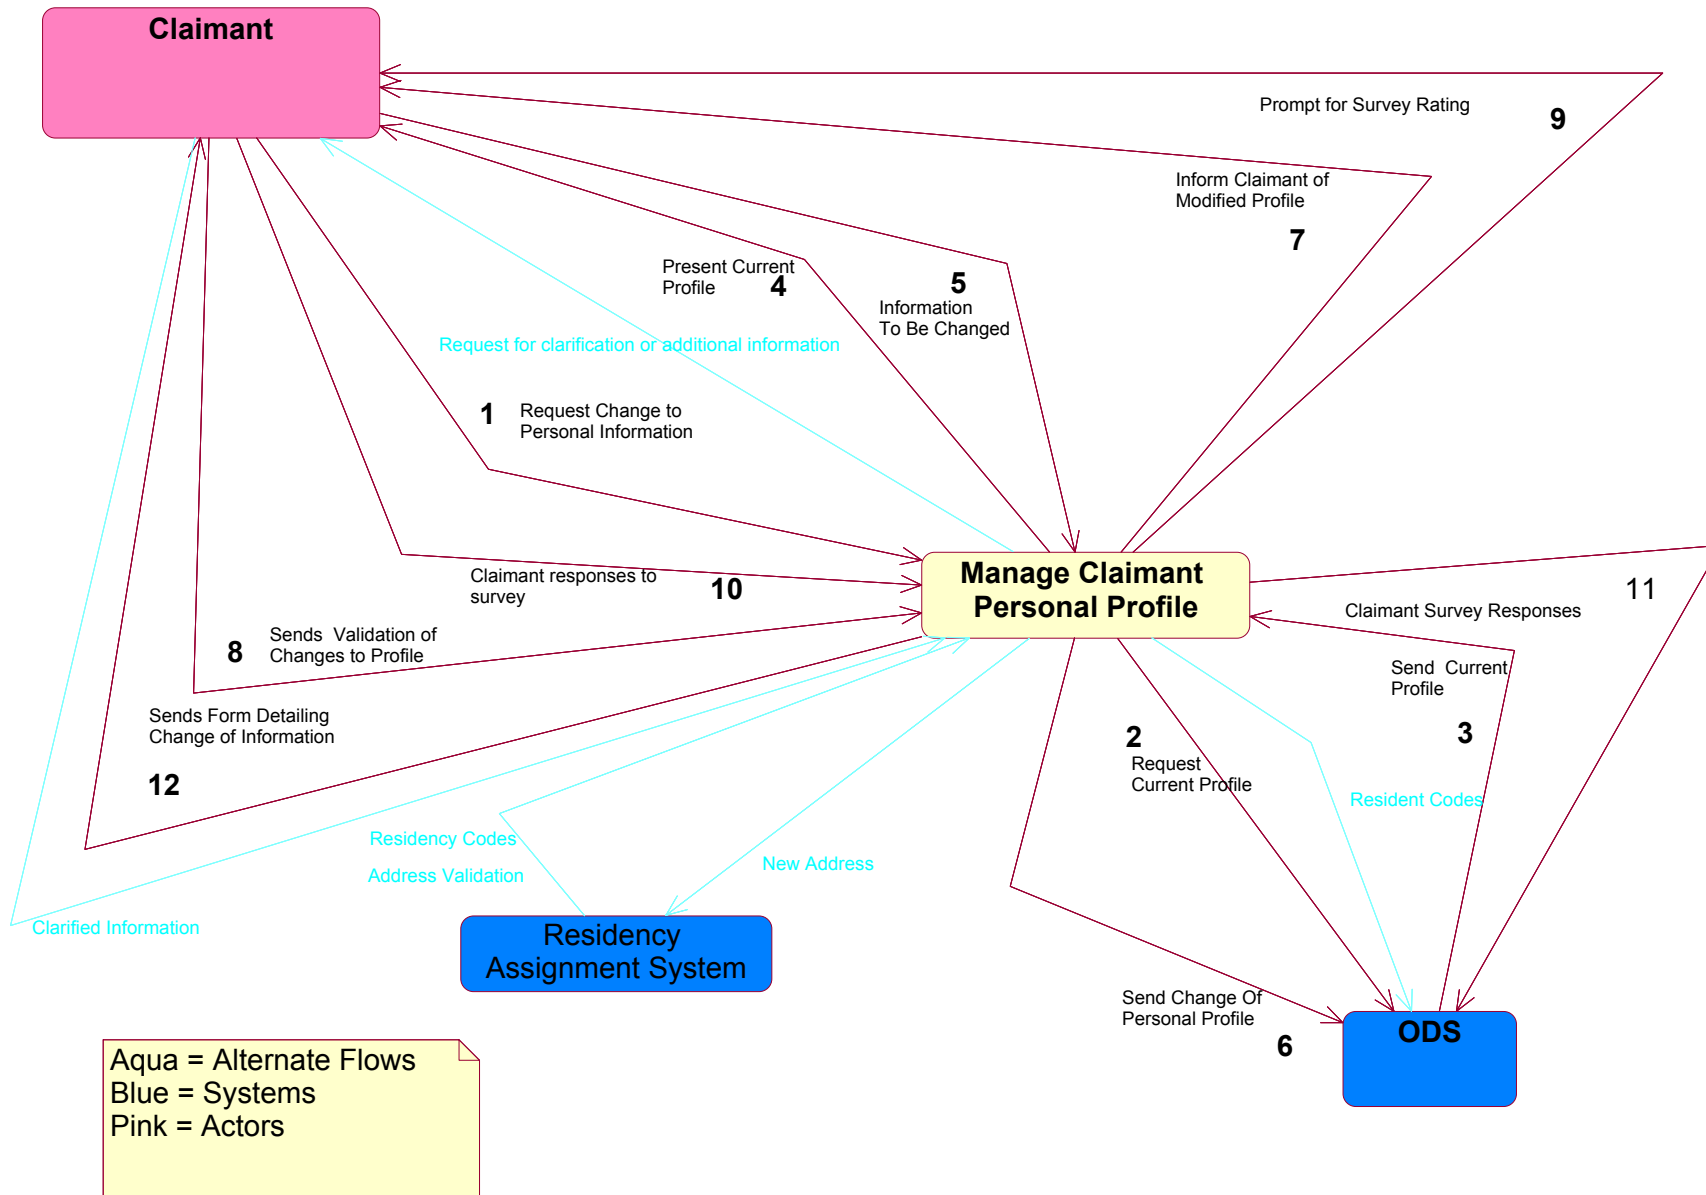 Claimant
Prompt for Survey Rating
9
Inform Claimant of
Modified Profile
7
Present Current
Profile
4
5
Information
To Be Changed
Request for clarification or additional information
1
Request Change to
Personal Information
Claimant responses to
survey
10
Manage Claimant
Personal Profile
11
Claimant Survey Responses
8
Sends Validation of
Changes to Profile
Send Current
Profile
3
Sends Form Detailing
Change of Information
12
2
Request
Current Profile
Resident Codes
Residency Codes
Address Validation
New Address
Clarified Information
Residency
Assignment System
Send Change Of
Personal Profile
6
ODS
Aqua = Alternate Flows
Blue = Systems
Pink = Actors